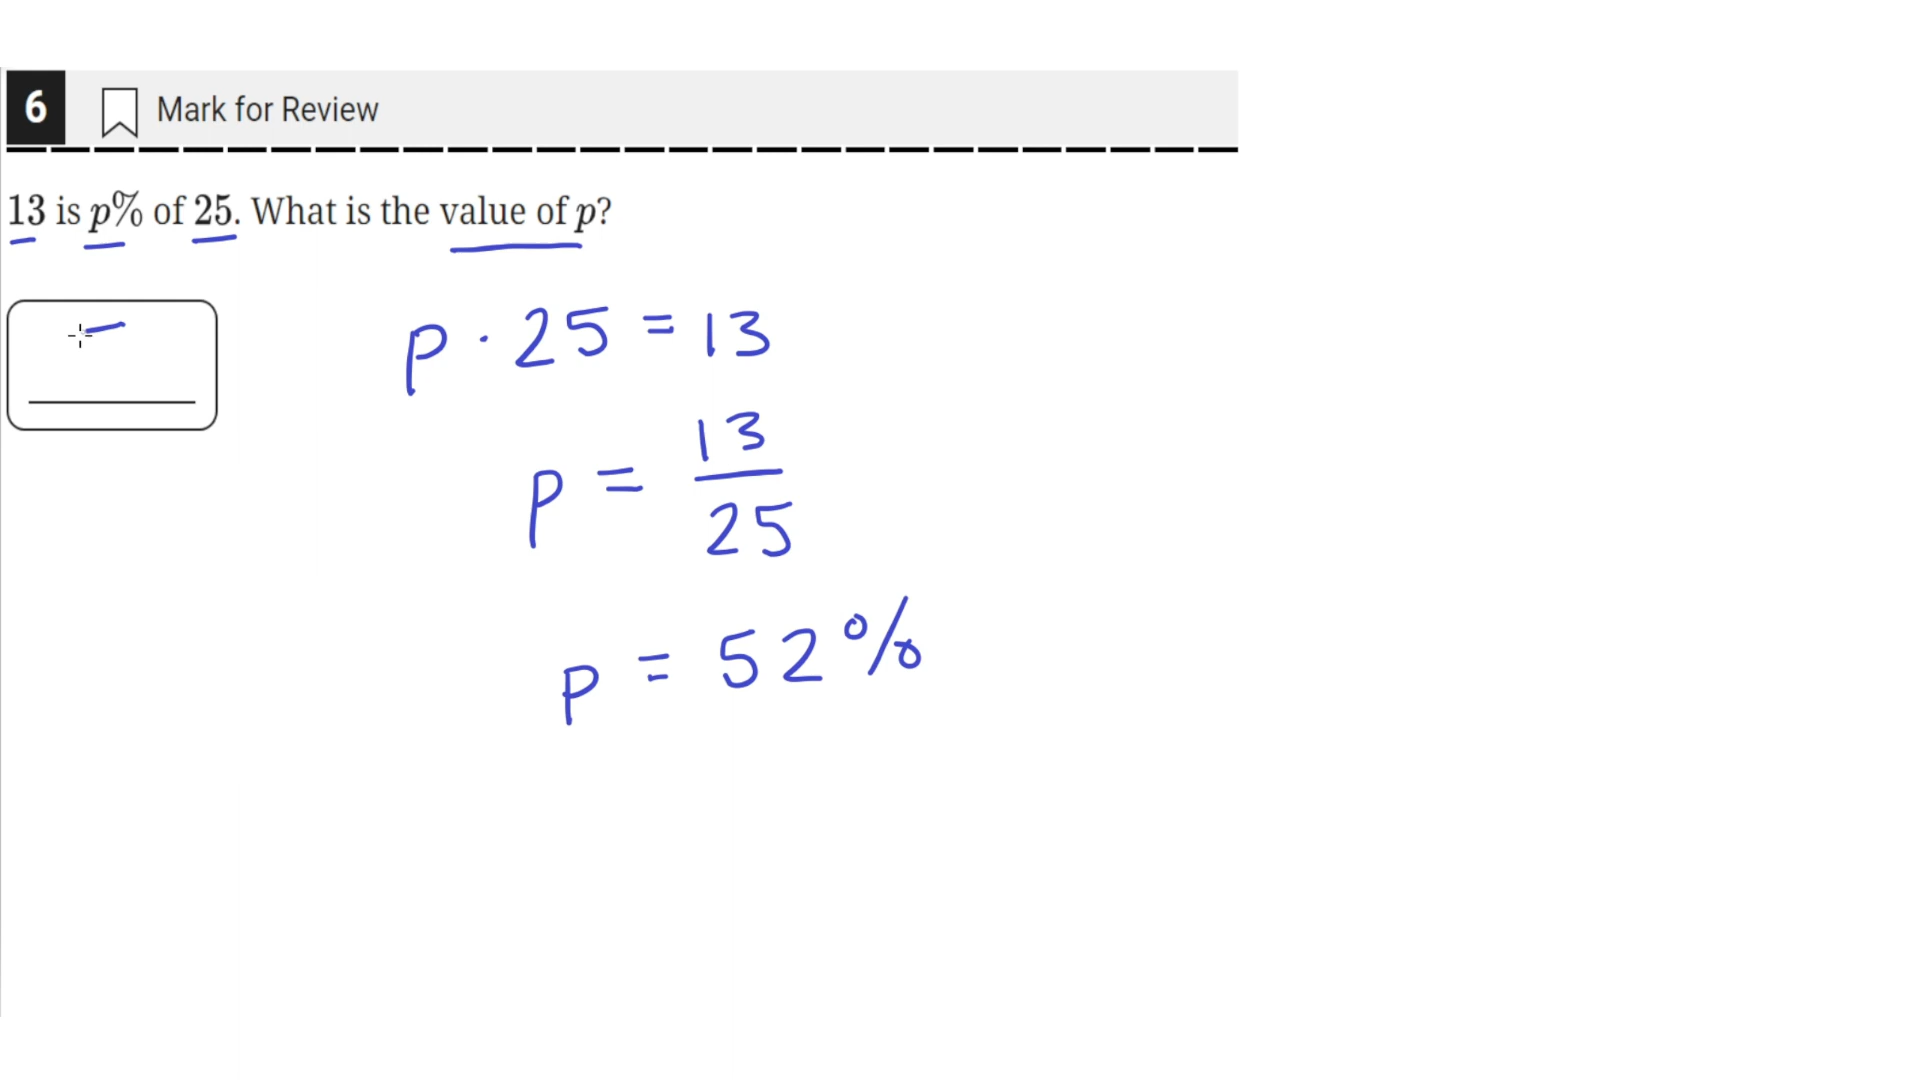 6 Mark for Review
13 is p% of 25. What is the value of p?
p · 25 = 13
p = 13/25
p = 52%